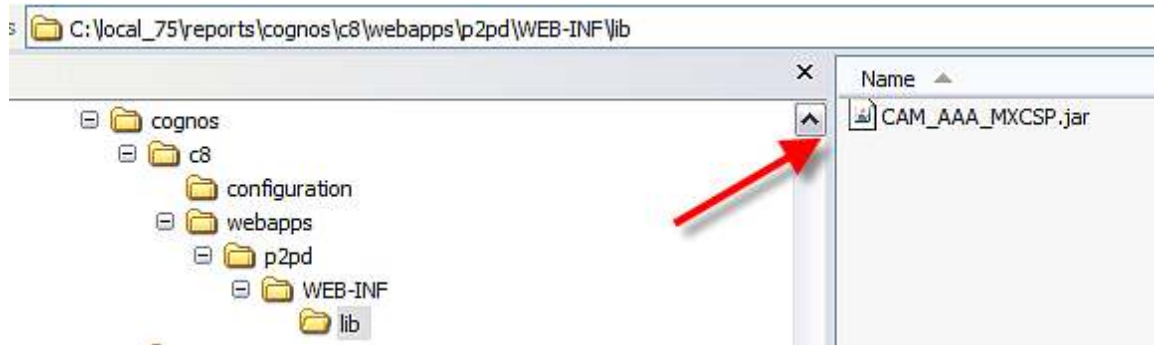 C:\local_75\reports\cognos\c8\webapps\p2pd\WEB-INF\lib
Name
cognos
CAM_AAA_MXCSP.jar
c8
configuration
webapps
p2pd
WEB-INF
lib